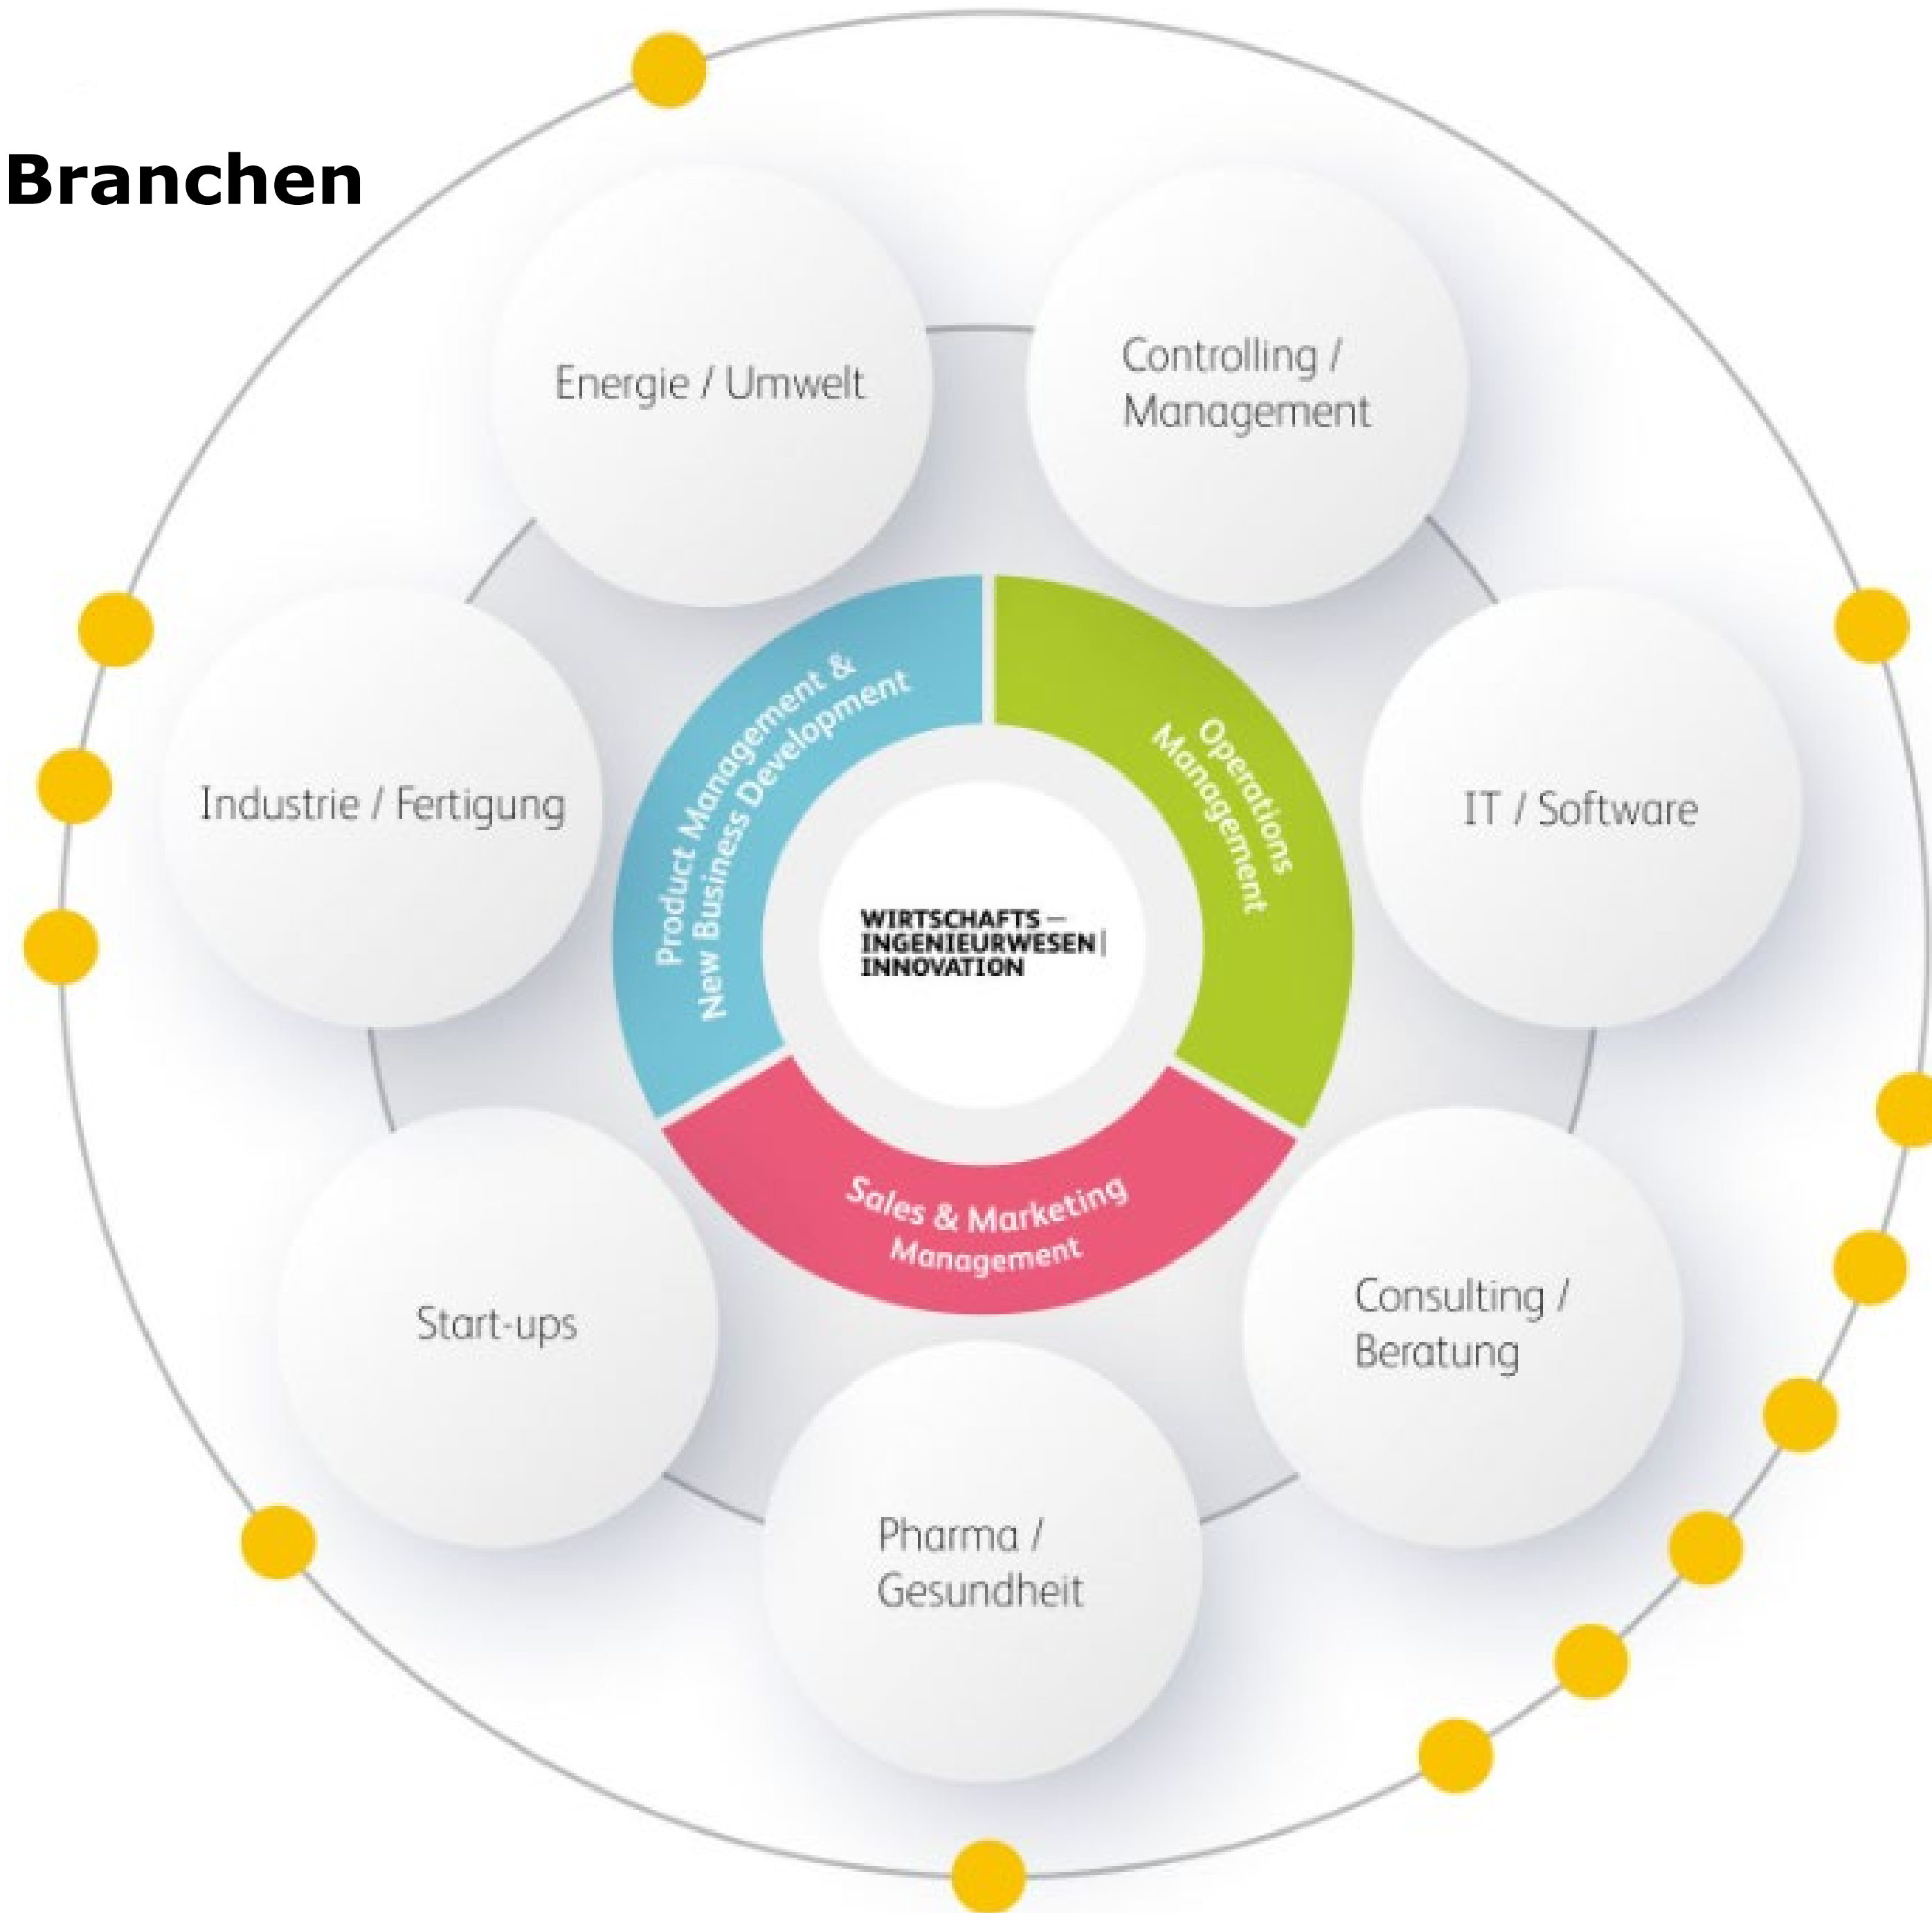 Branchen
Energie / Umwelt
Controlling /
Management
Industrie / Fertigung
IT / Software
Product Management &
New Business Development
Operations
Management
WIRTSCHAFTS—
INGENIEURWESEN|
INNOVATION
Sales & Marketing
Management
Start-ups
Consulting /
Beratung
Pharma /
Gesundheit